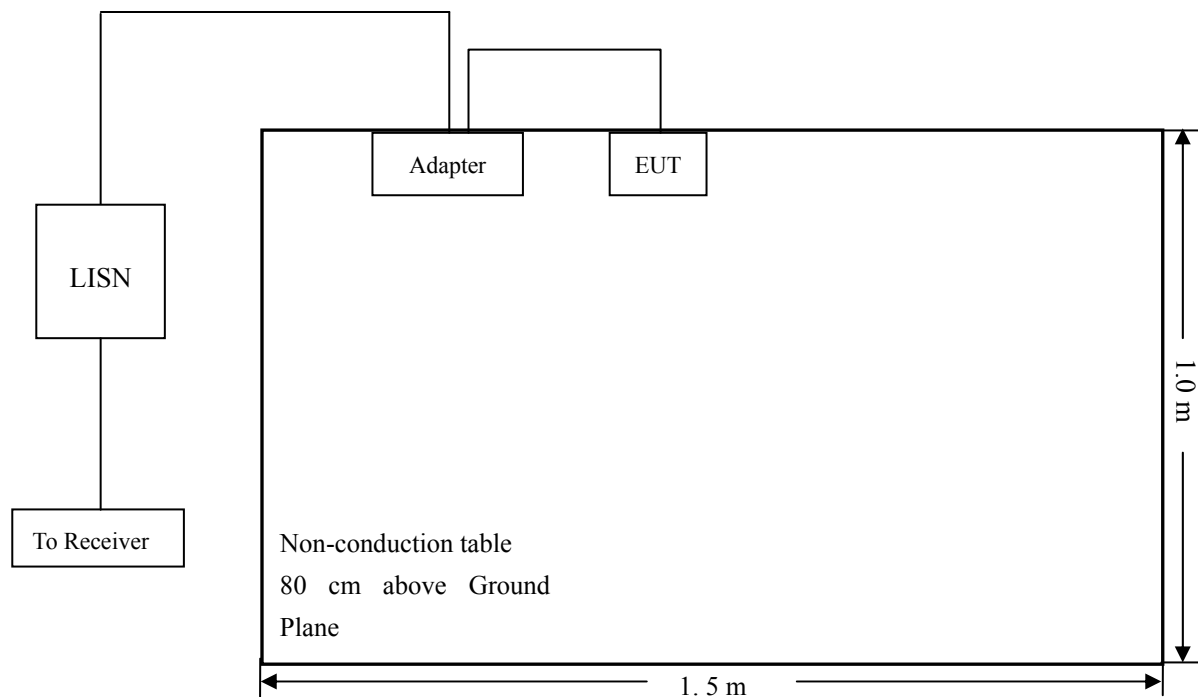 Adapter
EUT
LISN
1.0 m
To Receiver
Non-conduction table
80 cm above Ground
Plane
1. 5 m